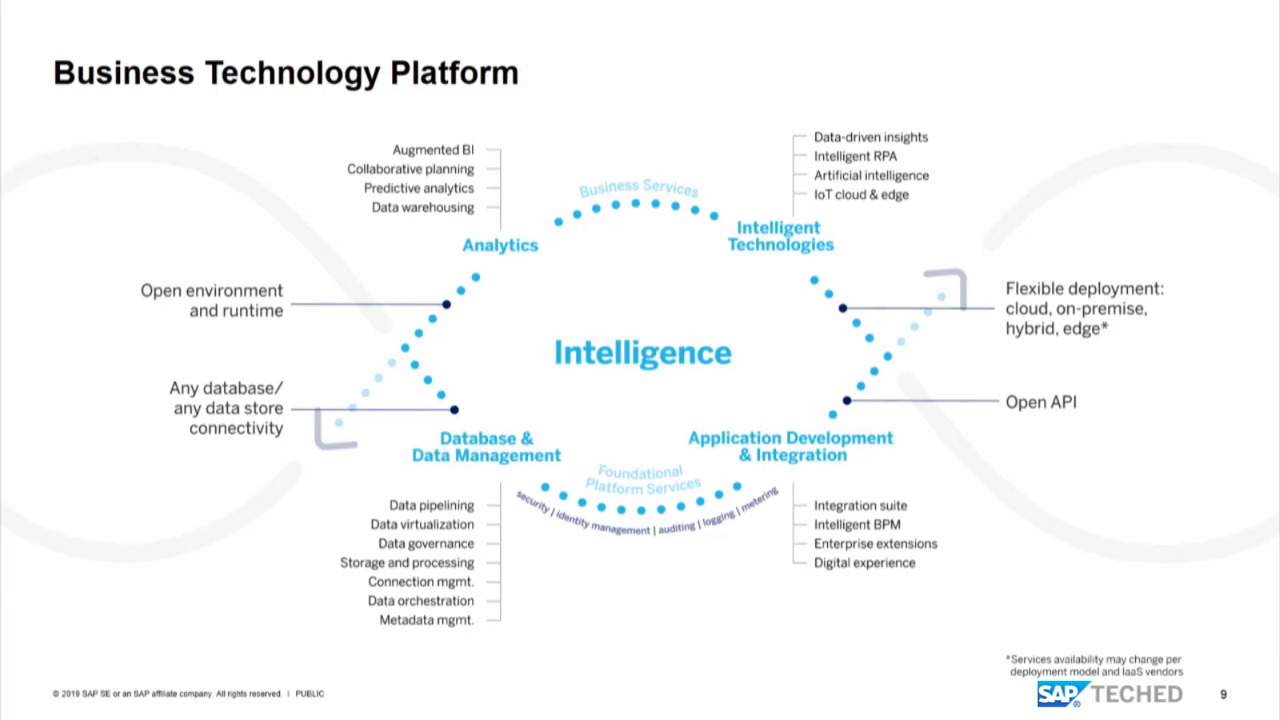 Business Technology Platform
Augmented BI
Collaborative planning
Predictive analytics
Data warehousing
Analytics
Business Services
Data-driven insights
Intelligent RPA
Artificial intelligence
IoT cloud & edge
Intelligent
Technologies
Open environment
and runtime
Any database/
any data store
connectivity
Intelligence
Flexible deployment:
cloud, on-premise,
hybrid, edge*
Open API
Database &
Data Management
Foundational
Platform Services
security | identity management | auditing | logging | metering
Application Development
& Integration
Data pipelining
Data virtualization
Data governance
Storage and processing
Connection mgmt.
Data orchestration
Metadata mgmt.
Integration suite
Intelligent BPM
Enterprise extensions
Digital experience
*Services availability may change per
deployment model and IaaS vendors
© 2019 SAP SE or an SAP affiliate company. All rights reserved. | PUBLIC
SAP® TECHED
9